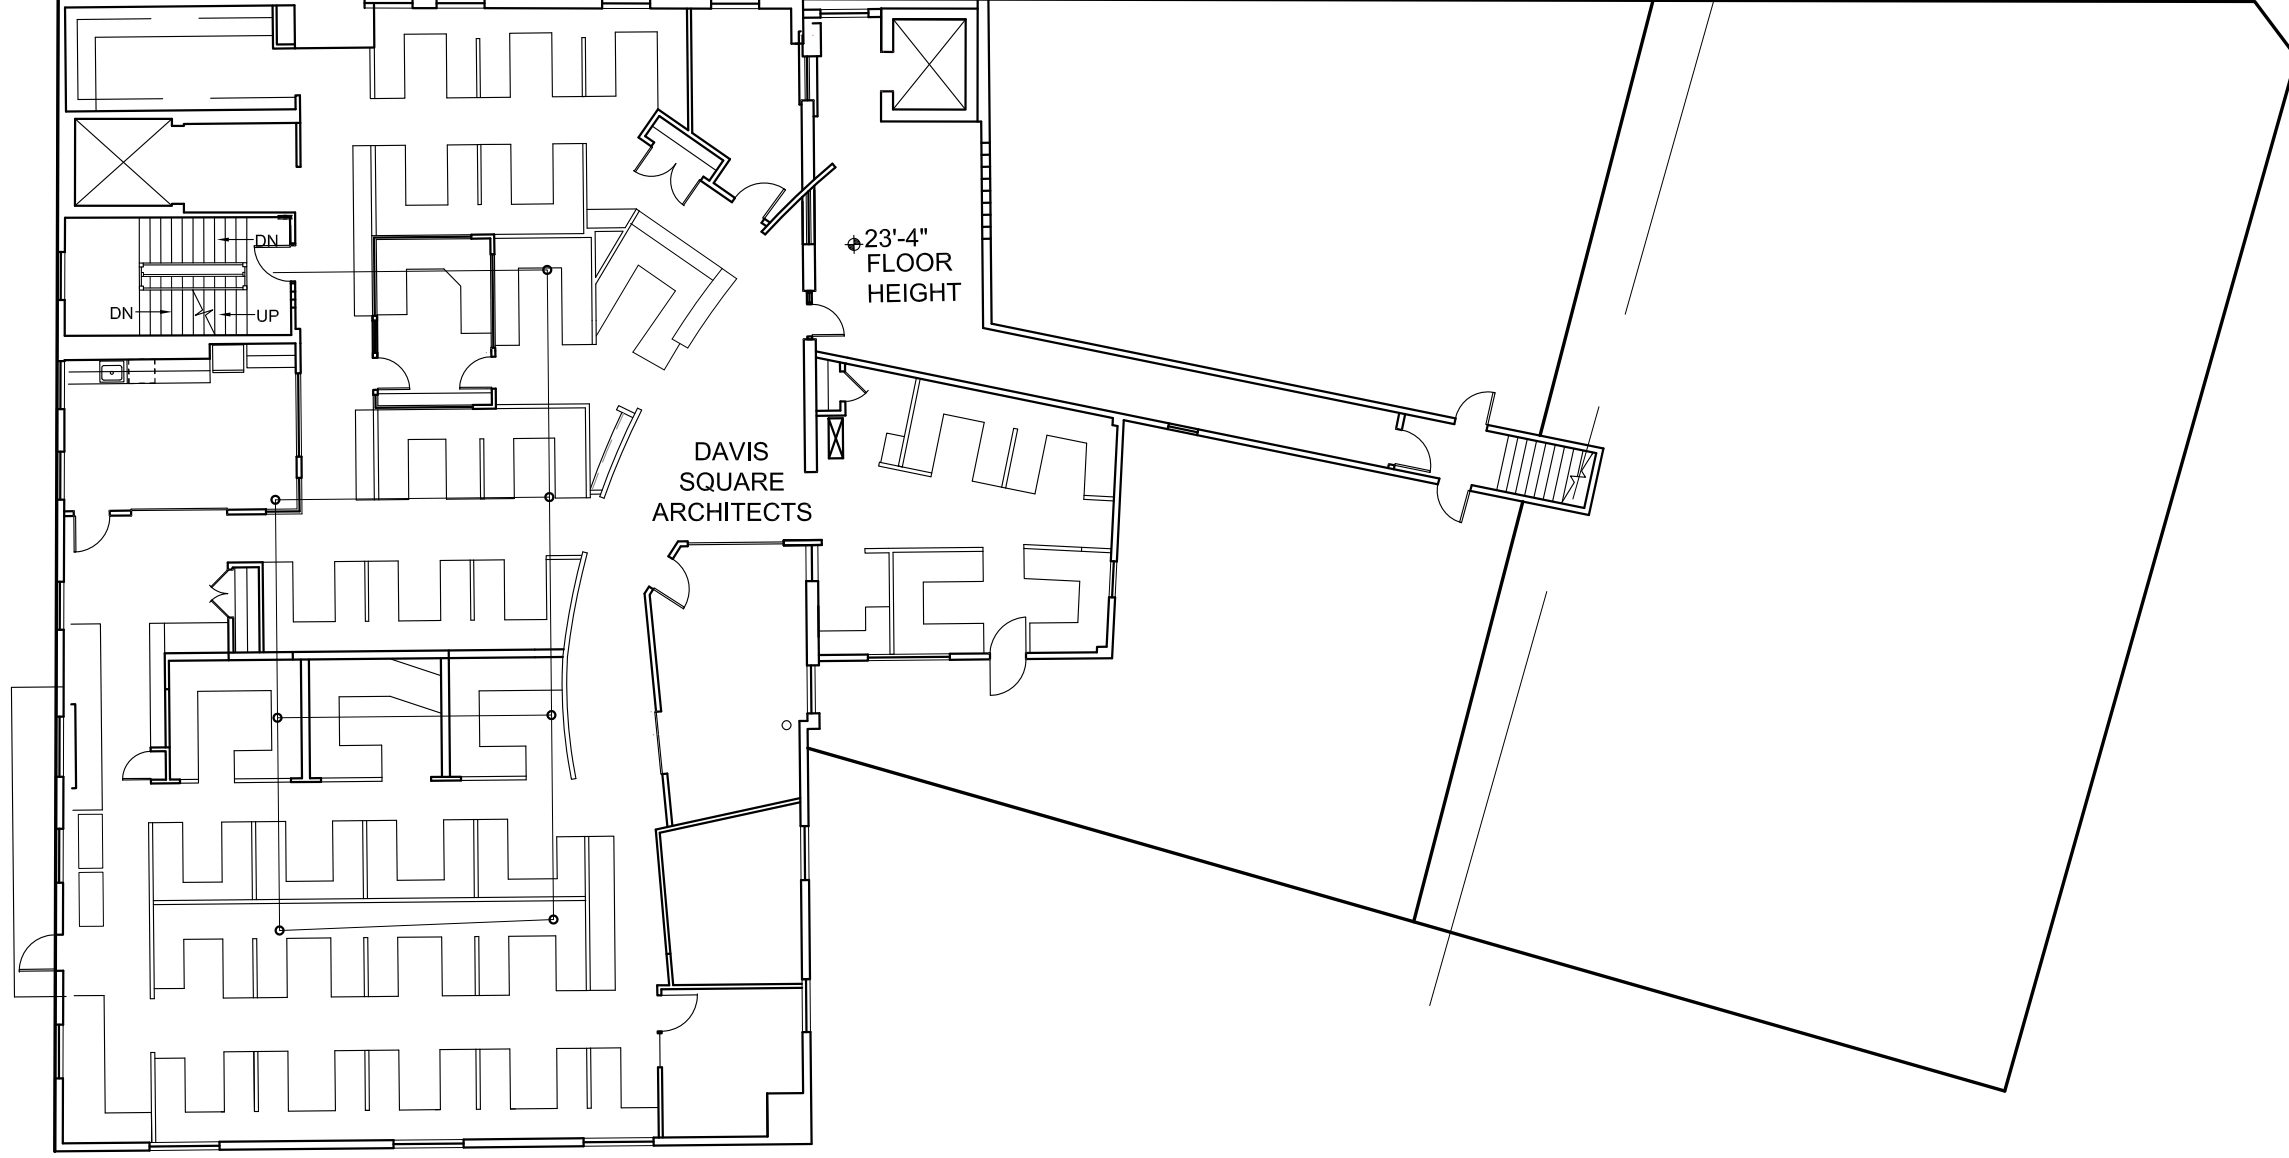 DN
DN
UP
23'-4"
FLOOR
HEIGHT
DAVIS
SQUARE
ARCHITECTS